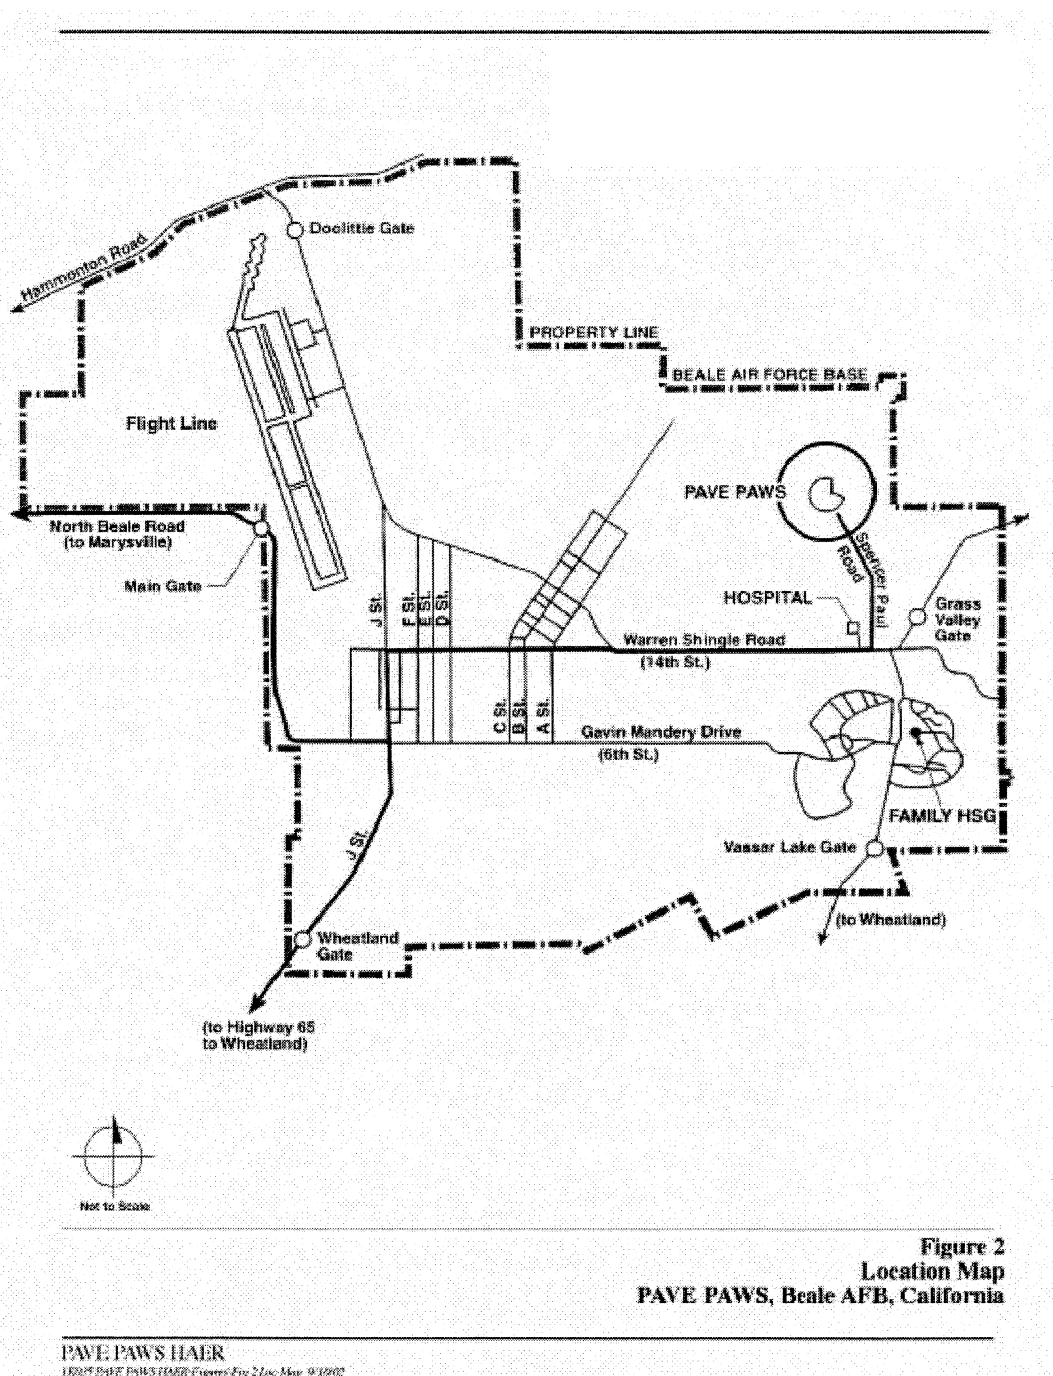 Hammonton Road
Doolittle Gate
PROPERTY LINE
BEALE AIR FORCE BASE
Flight Line
PAVE PAWS
North Beale Road
(to Marysville)
Main Gate
Spencer Paul
Road
HOSPITAL
Grass
Valley
Gate
J St.
F St.
E St.
D St.
Warren Shingle Road
(14th St.)
C St.
B St.
A St.
Gavin Mandery Drive
(6th St.)
FAMILY HSG
J St.
Vassar Lake Gate
(to Wheatland)
Wheatland
Gate
(to Highway 65
to Wheatland)
Not to Scale
Figure 2
Location Map
PAVE PAWS, Beale AFB, California
PAVE PAWS HAER